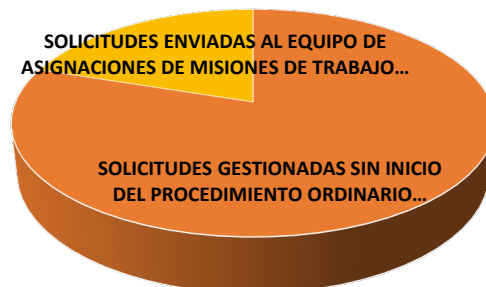 SOLICITUDES ENVIADAS AL EQUIPO DE
ASIGNACIONES DE MISIONES DE TRABAJO...
SOLICITUDES GESTIONADAS SIN INICIO
DEL PROCEDIMIENTO ORDINARIO...